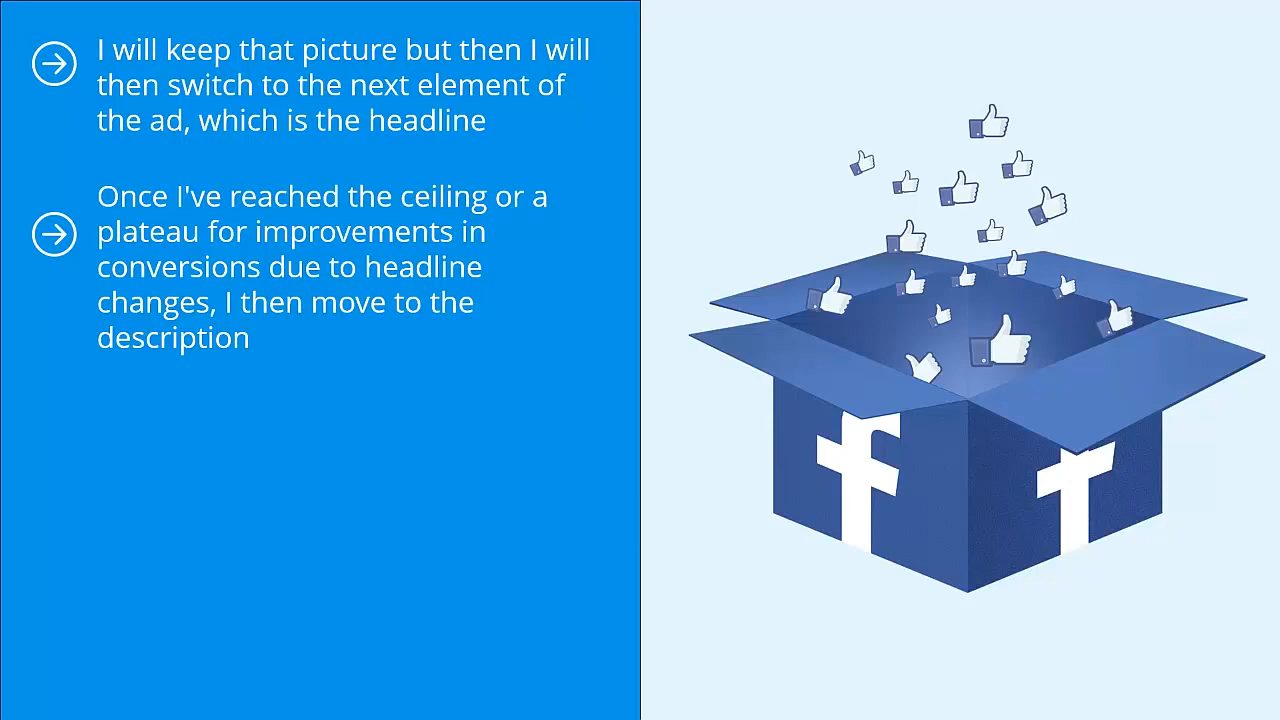 I will keep that picture but then I will
then switch to the next element of
the ad, which is the headline
Once I've reached the ceiling or a
plateau for improvements in
conversions due to headline
changes, I then move to the
description